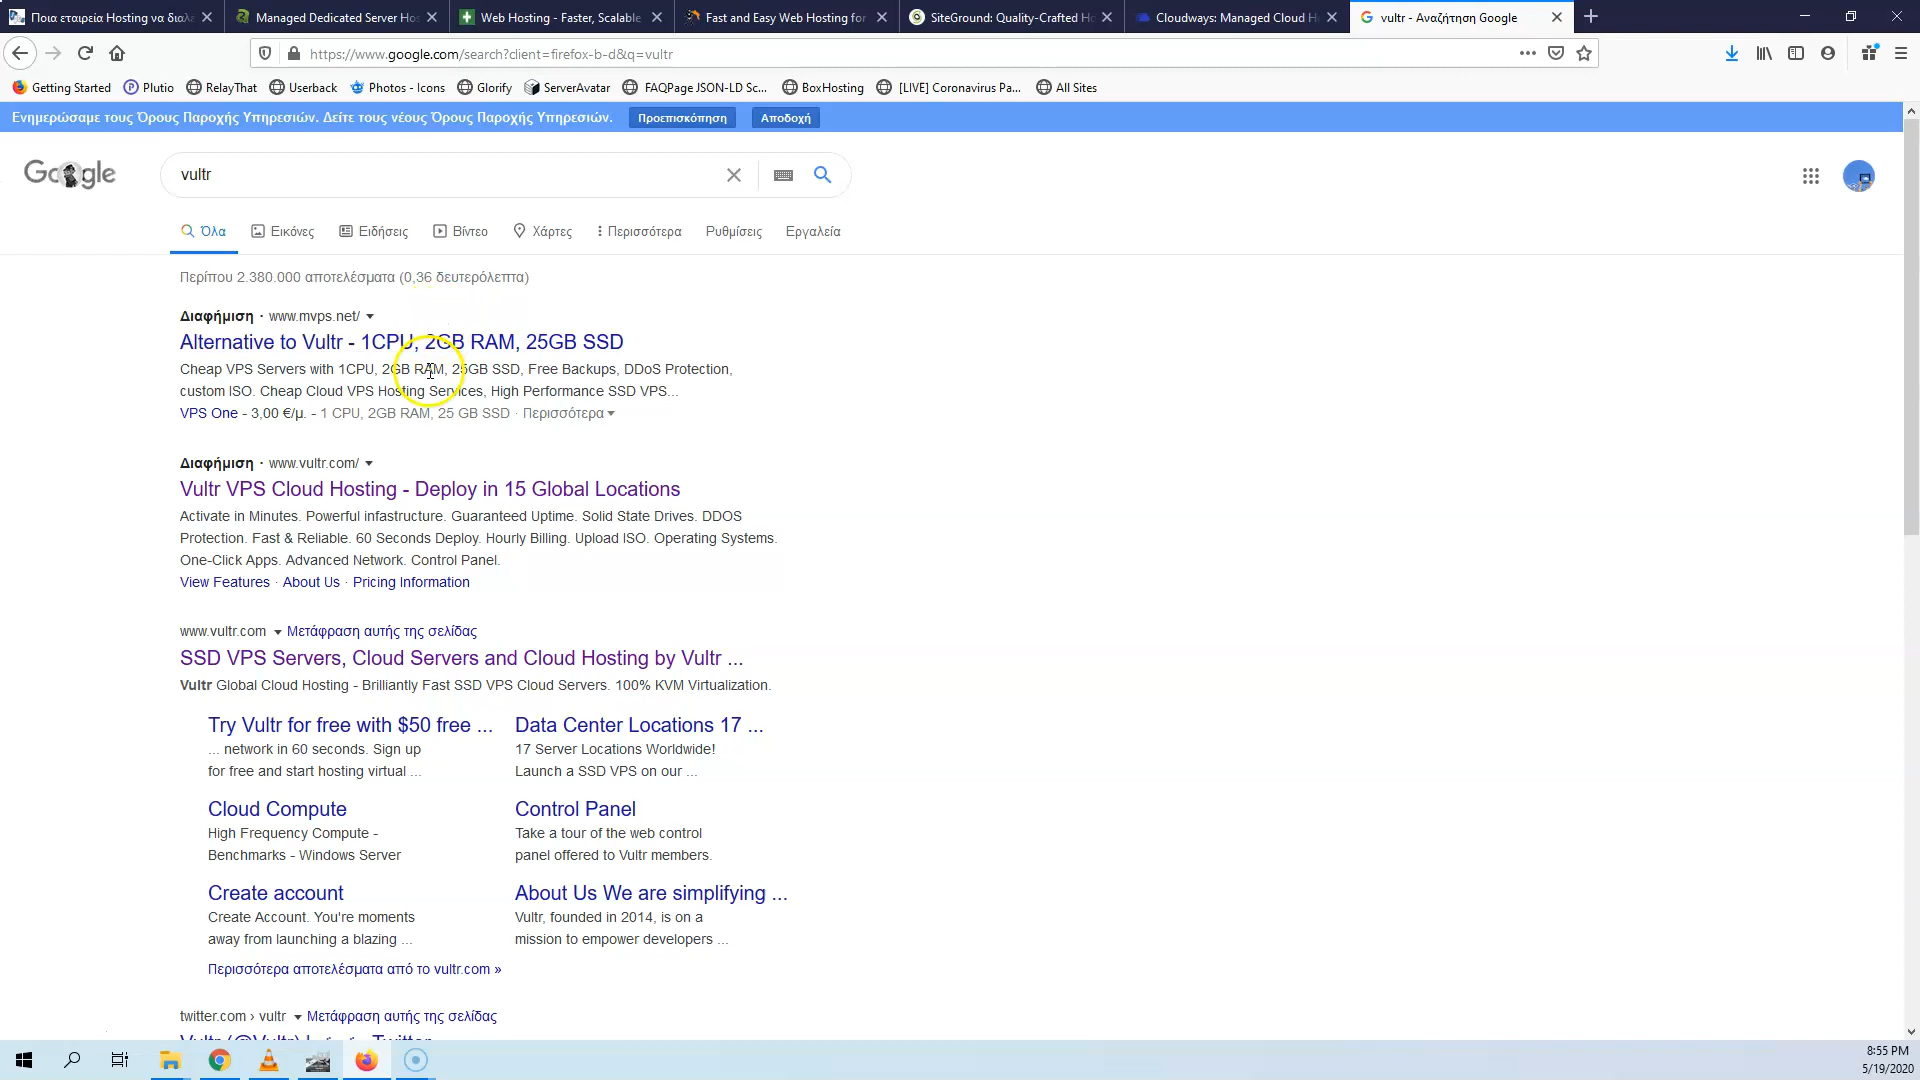 Ποια εταιρεία Hosting να διαλ
Managed Dedicated Server Hos
Web Hosting - Faster, Scalable
Fast and Easy Web Hosting for
SiteGround: Quality-Crafted Ho
Cloudways: Managed Cloud H
vultr - Αναζήτηση Google
https://www.google.com/search?client=firefox-b-d&q=vultr
Getting Started
Plutio
RelayThat
Userback
Photos - Icons
Glorify
ServerAvatar
FAQPage JSON-LD Sc...
BoxHosting
[LIVE] Coronavirus Pa...
All Sites
Ενημερώσαμε τους Όρους Παροχής Υπηρεσιών. Δείτε τους νέους Όρους Παροχής Υπηρεσιών.
Προεπισκόπηση
Αποδοχή
Google
vultr
Όλα
Εικόνες
Ειδήσεις
Βίντεο
Χάρτες
Περισσότερα
Ρυθμίσεις
Εργαλεία
Περίπου 2.380.000 αποτελέσματα (0,36 δευτερόλεπτα)
Διαφήμιση · www.mvps.net/
Alternative to Vultr - 1CPU, 2GB RAM, 25GB SSD
Cheap VPS Servers with 1CPU, 2GB RAM, 25GB SSD, Free Backups, DDoS Protection,
custom ISO. Cheap Cloud VPS Hosting Services, High Performance SSD VPS...
VPS One - 3,00 €/μ. - 1 CPU, 2GB RAM, 25 GB SSD · Περισσότερα
Διαφήμιση · www.vultr.com/
Vultr VPS Cloud Hosting - Deploy in 15 Global Locations
Activate in Minutes. Powerful infastructure. Guaranteed Uptime. Solid State Drives. DDOS
Protection. Fast & Reliable. 60 Seconds Deploy. Hourly Billing. Upload ISO. Operating Systems.
One-Click Apps. Advanced Network. Control Panel.
View Features · About Us · Pricing Information
www.vultr.com Μετάφραση αυτής της σελίδας
SSD VPS Servers, Cloud Servers and Cloud Hosting by Vultr ...
Vultr Global Cloud Hosting - Brilliantly Fast SSD VPS Cloud Servers. 100% KVM Virtualization.
Try Vultr for free with $50 free ...
... network in 60 seconds. Sign up
for free and start hosting virtual ...
Data Center Locations 17 ...
17 Server Locations Worldwide!
Launch a SSD VPS on our ...
Cloud Compute
High Frequency Compute -
Benchmarks - Windows Server
Control Panel
Take a tour of the web control
panel offered to Vultr members.
Create account
Create Account. You're moments
away from launching a blazing ...
About Us We are simplifying ...
Vultr, founded in 2014, is on a
mission to empower developers ...
Περισσότερα αποτελέσματα από το vultr.com »
twitter.com › vultr Μετάφραση αυτής της σελίδας
Vultr (@Vultr) Twitter
8:55 PM
5/19/2020